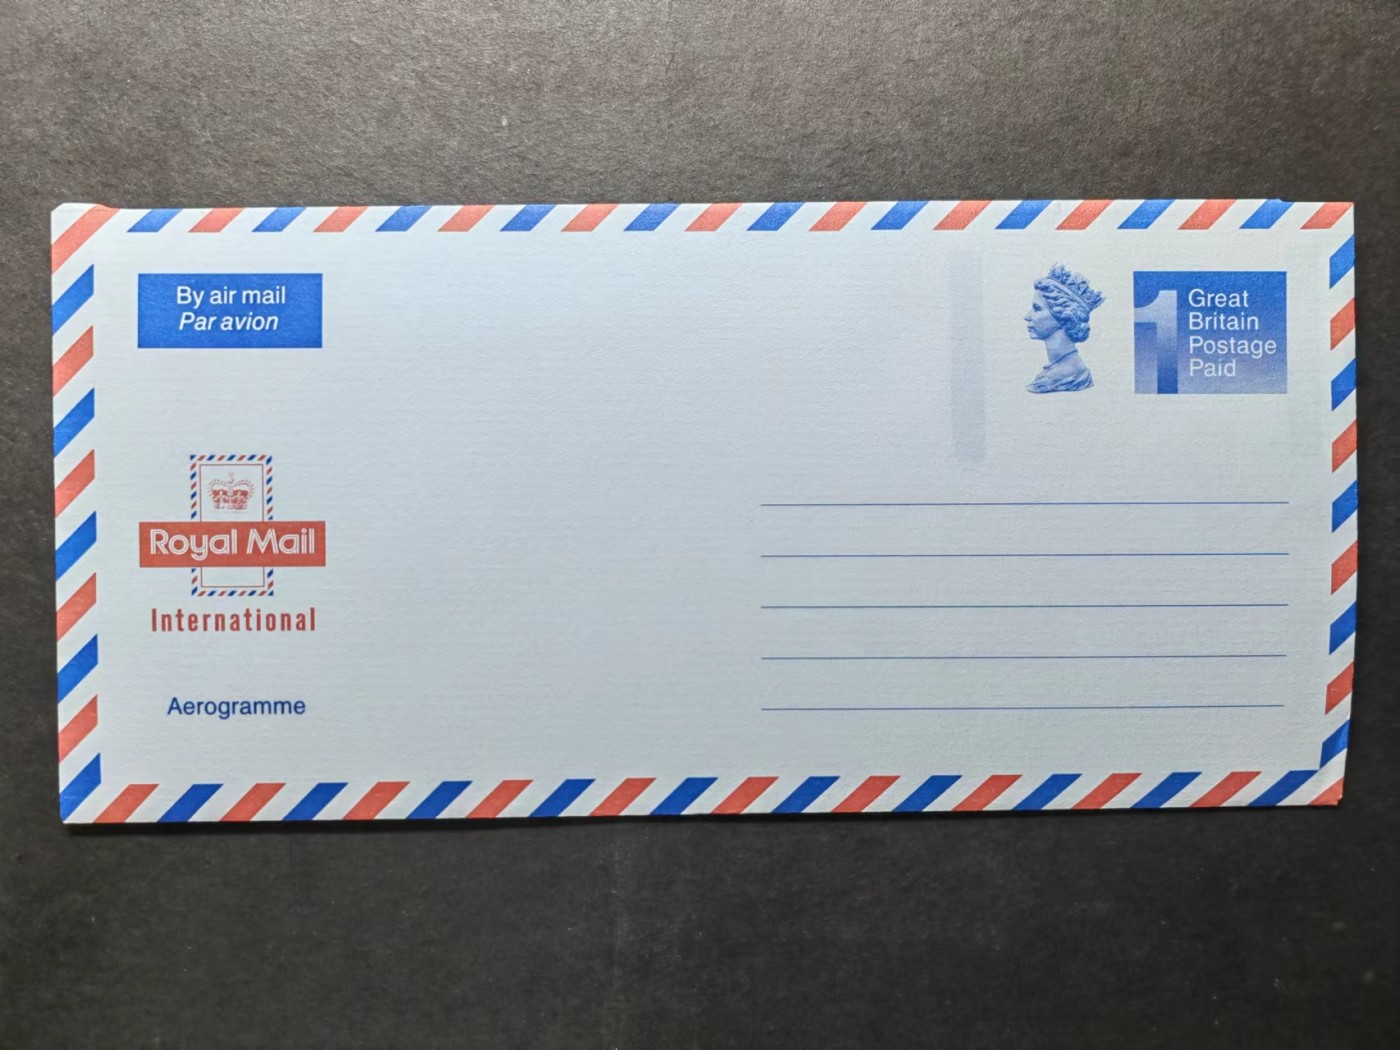 By air mail
Par avion
1
Great
Britain
Postage
Paid
Royal Mail
International
Aerogramme